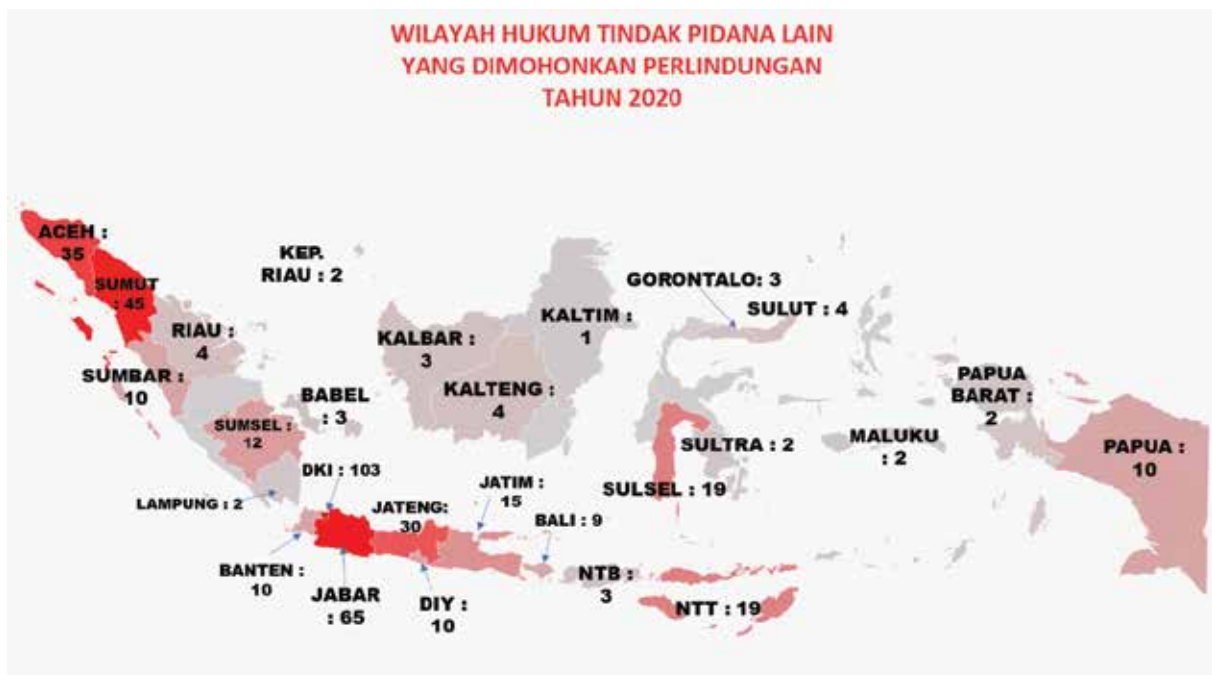 WILAYAH HUKUM TINDAK PIDANA LAIN
YANG DIMOHONKAN PERLINDUNGAN
TAHUN 2020
ACEH :
35
SUMUT
: 45
KEP.
RIAU : 2
RIAU :
4
SUMBAR :
10
BABEL
: 3
SUMSEL :
12
LAMPUNG : 2
DKI : 103
BANTEN :
10
JABAR
: 65
JATENG:
30
DIY :
10
JATIM :
15
BALI : 9
NTB :
3
NTT : 19
KALBAR :
3
KALTENG :
4
KALTIM :
1
GORONTALO: 3
SULUT : 4
SULTRA : 2
SULSEL : 19
MALUKU
: 2
PAPUA
BARAT :
2
PAPUA :
10